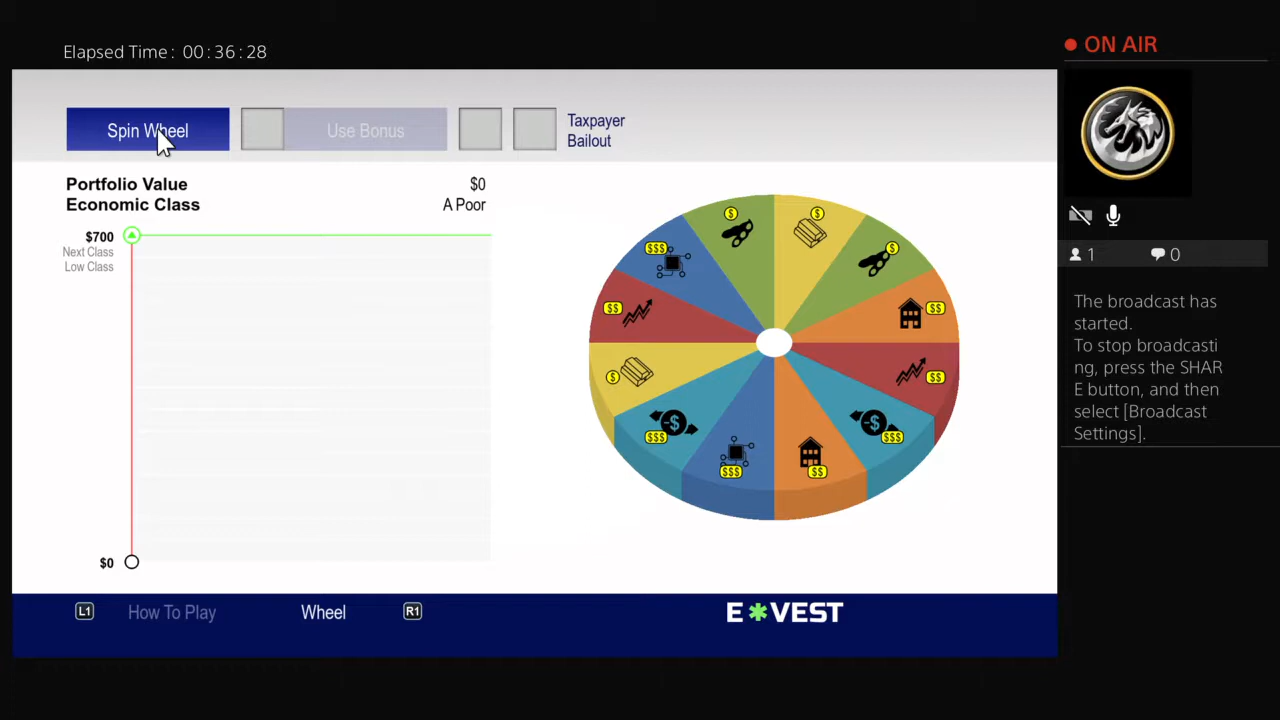 Elapsed Time: 00:36:28
ON AIR
Spin Wheel
Use Bonus
Taxpayer
Bailout
Portfolio Value $0
Economic Class A Poor
$700
Next Class
Low Class
$0
$
$
$
$$
$$
$$$
$$
$$$
$$$
$
$$
$$$
1
0
The broadcast has
started.
To stop broadcasti
ng, press the SHAR
E button, and then
select [Broadcast
Settings].
L1
How To Play
Wheel
R1
E*VEST